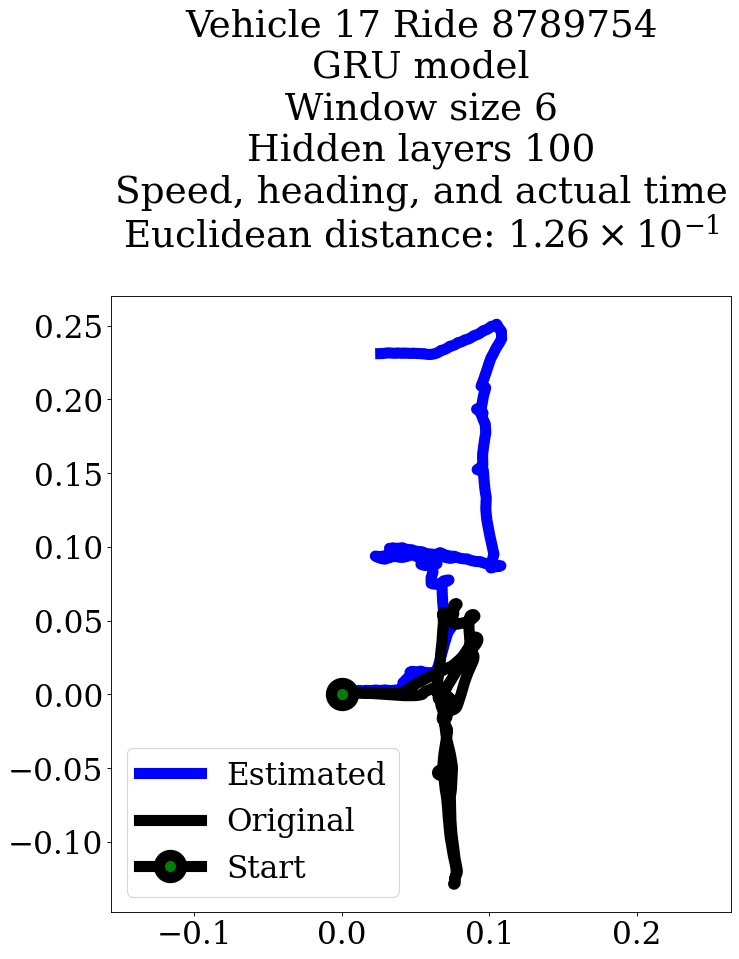 Vehicle 17 Ride 8789754
GRU model
Window size 6
Hidden layers 100
Speed, heading, and actual time
Euclidean distance: 1.26 × 10⁻¹
0.25
0.20
0.15
0.10
0.05
0.00
−0.05
−0.10
Estimated
Original
Start
−0.1 0.0 0.1 0.2